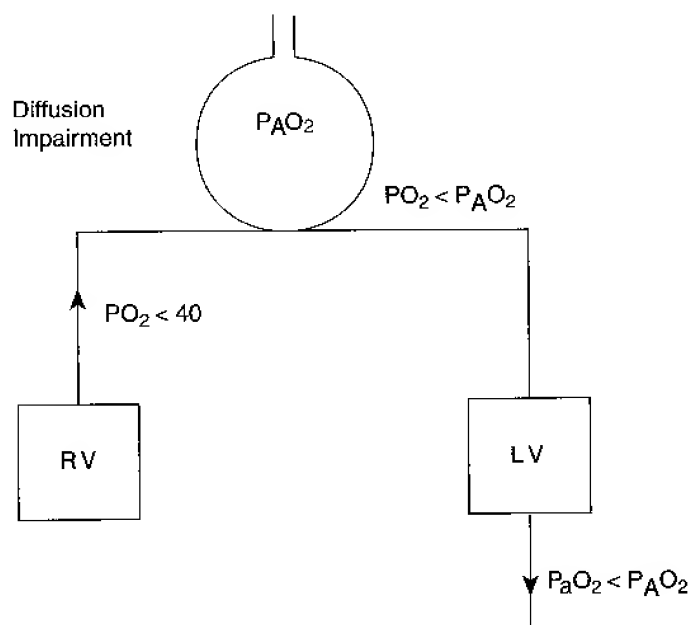 Diffusion
Impairment
PAO2
PO2 < PAO2
PO2 < 40
RV
LV
PaO2 < PAO2